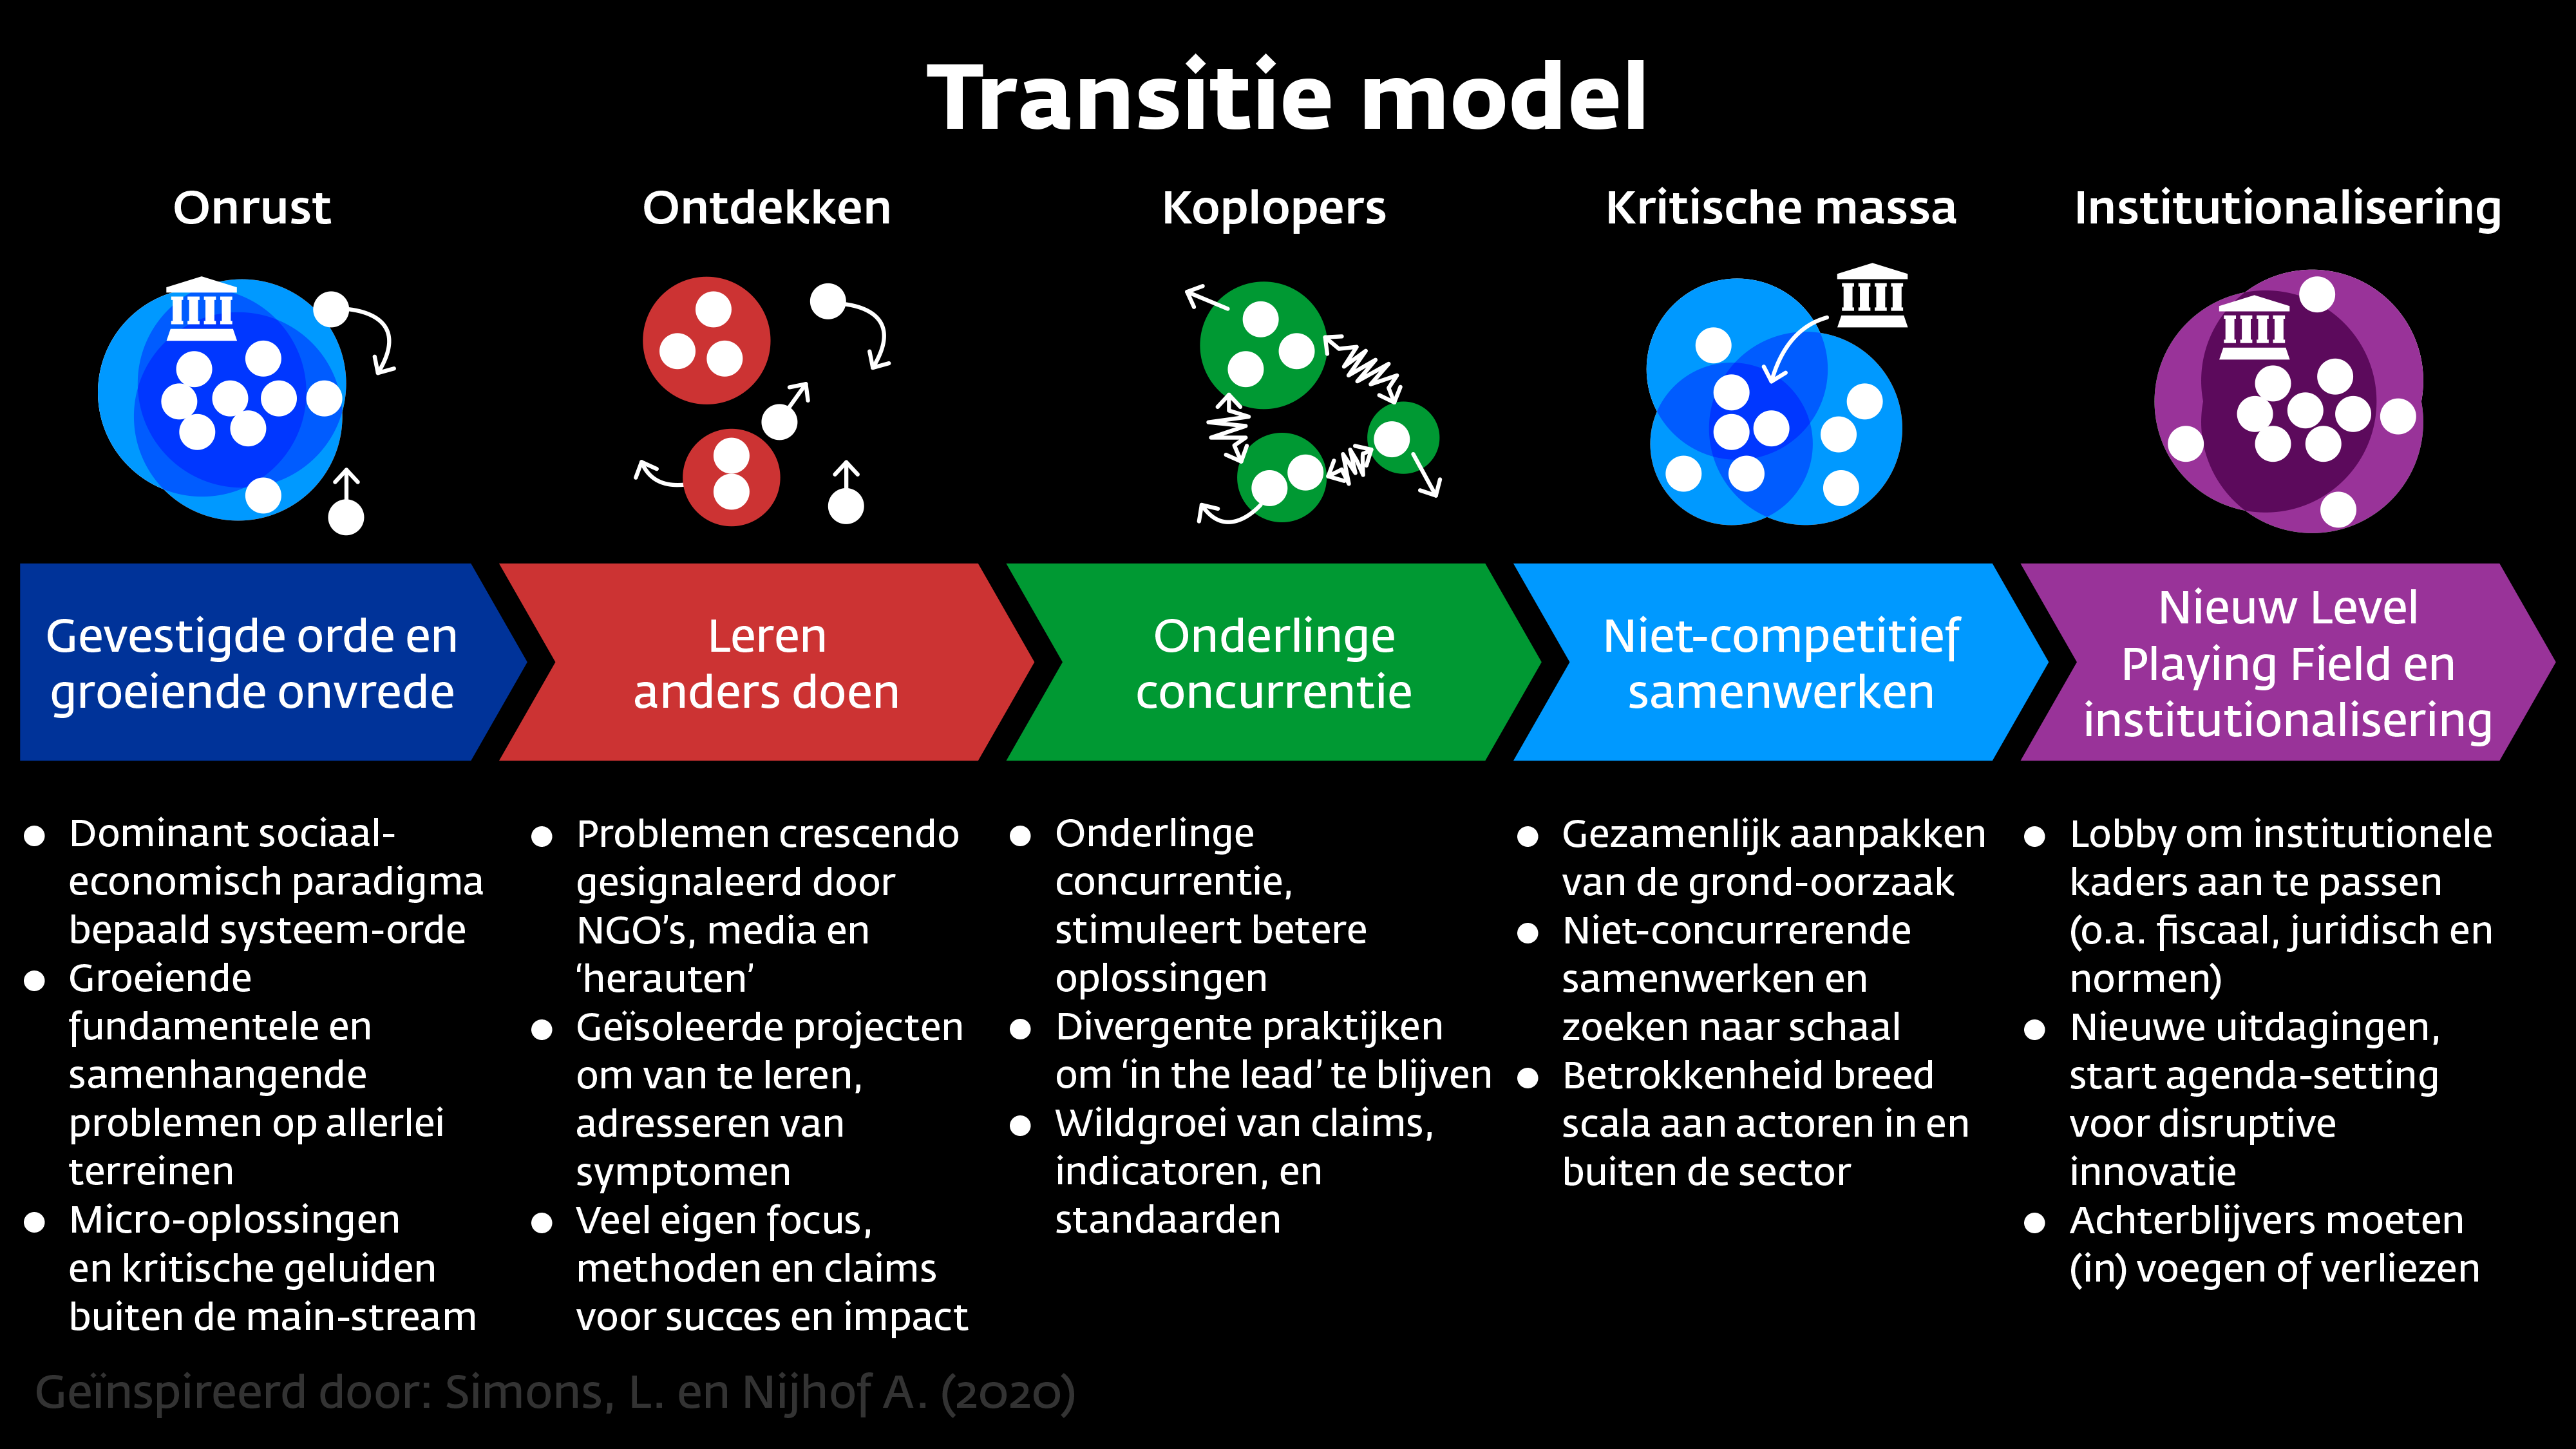 Transitie model
Onrust
Ontdekken
Koplopers
Kritische massa
Institutionalisering
Gevestigde orde en
groeiende onvrede
Leren
anders doen
Onderlinge
concurrentie
Niet-competitief
samenwerken
Nieuw Level
Playing Field en
institutionalisering
● Dominant sociaal-
economisch paradigma
bepaald systeem-orde
● Groeiende
fundamentele en
samenhangende
problemen op allerlei
terreinen
● Micro-oplossingen
en kritische geluiden
buiten de main-stream
● Problemen crescendo
gesignaleerd door
NGO's, media en
‘herauten’
● Geïsoleerde projecten
om van te leren,
adresseren van
symptomen
● Veel eigen focus,
methoden en claims
voor succes en impact
● Onderlinge
concurrentie,
stimuleert betere
oplossingen
● Divergente praktijken
om ‘in the lead’ te blijven
● Wildgroei van claims,
indicatoren, en
standaarden
● Gezamenlijk aanpakken
van de grond-oorzaak
● Niet-concurrerende
samenwerken en
zoeken naar schaal
● Betrokkenheid breed
scala aan actoren in en
buiten de sector
● Lobby om institutionele
kaders aan te passen
(o.a. fiscaal, juridisch en
normen)
● Nieuwe uitdagingen,
start agenda-setting
voor disruptive
innovatie
● Achterblijvers moeten
(in) voegen of verliezen
Geïnspireerd door: Simons, L. en Nijhof A. (2020)